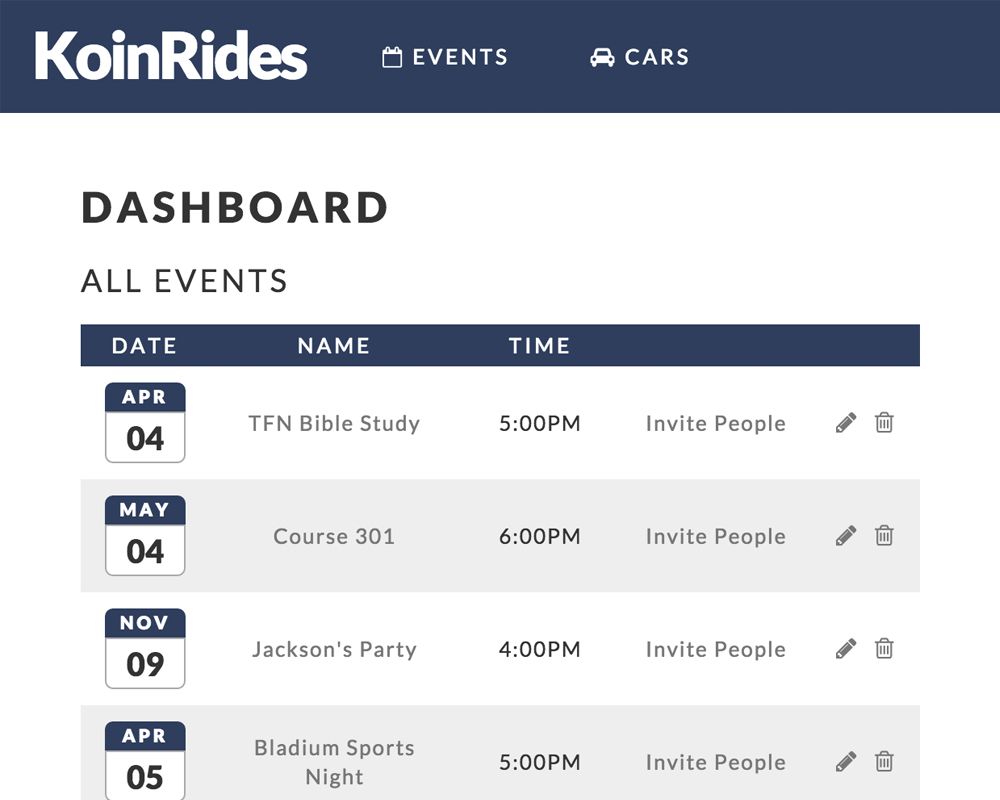 KoinRides EVENTS CARS
DASHBOARD
ALL EVENTS
DATE NAME TIME
APR
04 TFN Bible Study 5:00PM Invite People
MAY
04 Course 301 6:00PM Invite People
NOV
09 Jackson's Party 4:00PM Invite People
APR
05 Bladium Sports
Night 5:00PM Invite People